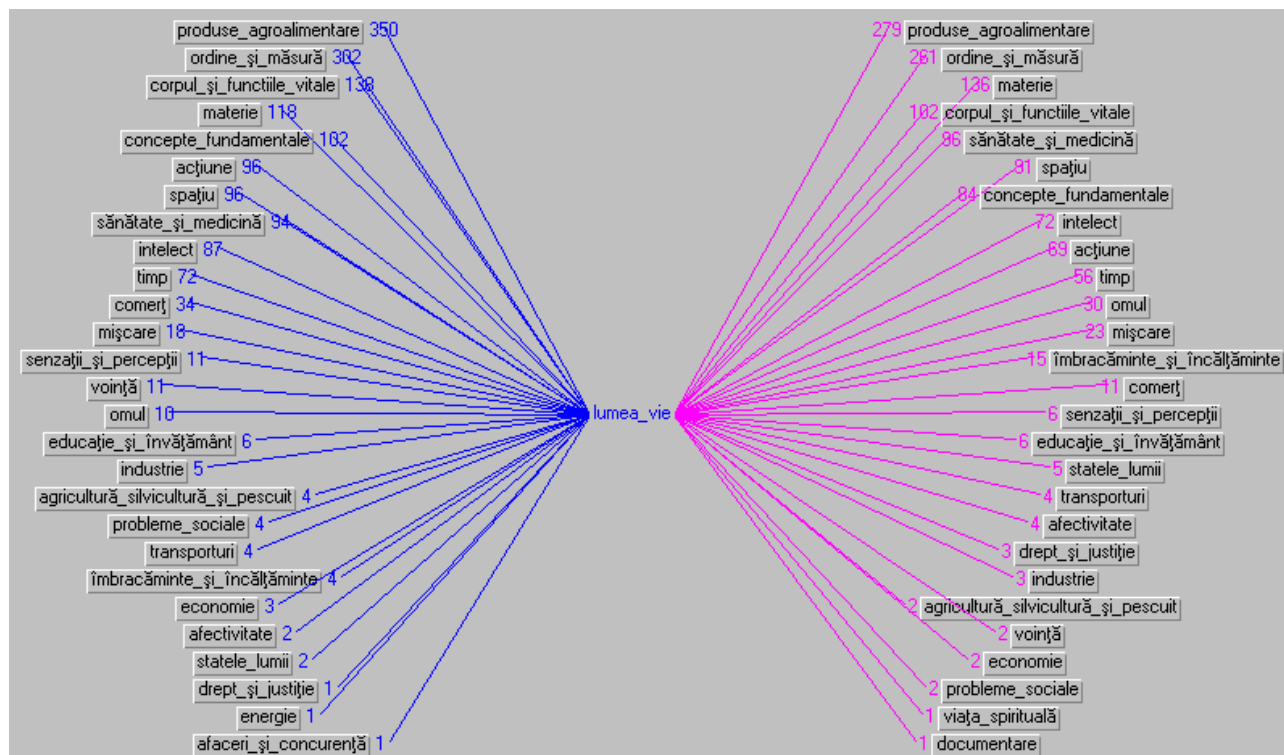 produse_agroalimentare 350
ordine_şi_măsură 302
corpul_şi_functiile_vitale 138
materie 118
concepte_fundamentale 102
acţiune 96
spaţiu 96
sănătate_şi_medicină 94
intelect 87
timp 72
comerţ 34
mişcare 18
senzaţii_şi_percepţii 11
voinţă 11
omul 10
educaţie_şi_învăţământ 6
industrie 5
agricultură_silvicultură_şi_pescuit 4
probleme_sociale 4
transporturi 4
îmbracăminte_şi_încălţăminte 4
economie 3
afectivitate 2
statele_lumii 2
drept_şi_justiţie 1
energie 1
afaceri_şi_concurenţă 1
lumea_vie
279 produse_agroalimentare
261 ordine_şi_măsură
136 materie
102 corpul_şi_functiile_vitale
96 sănătate_şi_medicină
91 spaţiu
84 concepte_fundamentale
72 intelect
69 acţiune
56 timp
30 omul
23 mişcare
15 îmbracăminte_şi_încălţăminte
11 comerţ
6 senzaţii_şi_percepţii
6 educaţie_şi_învăţământ
5 statele_lumii
4 transporturi
4 afectivitate
3 drept_şi_justiţie
3 industrie
2 agricultură_silvicultură_şi_pescuit
2 voinţă
2 economie
2 probleme_sociale
1 viaţa_spirituală
1 documentare